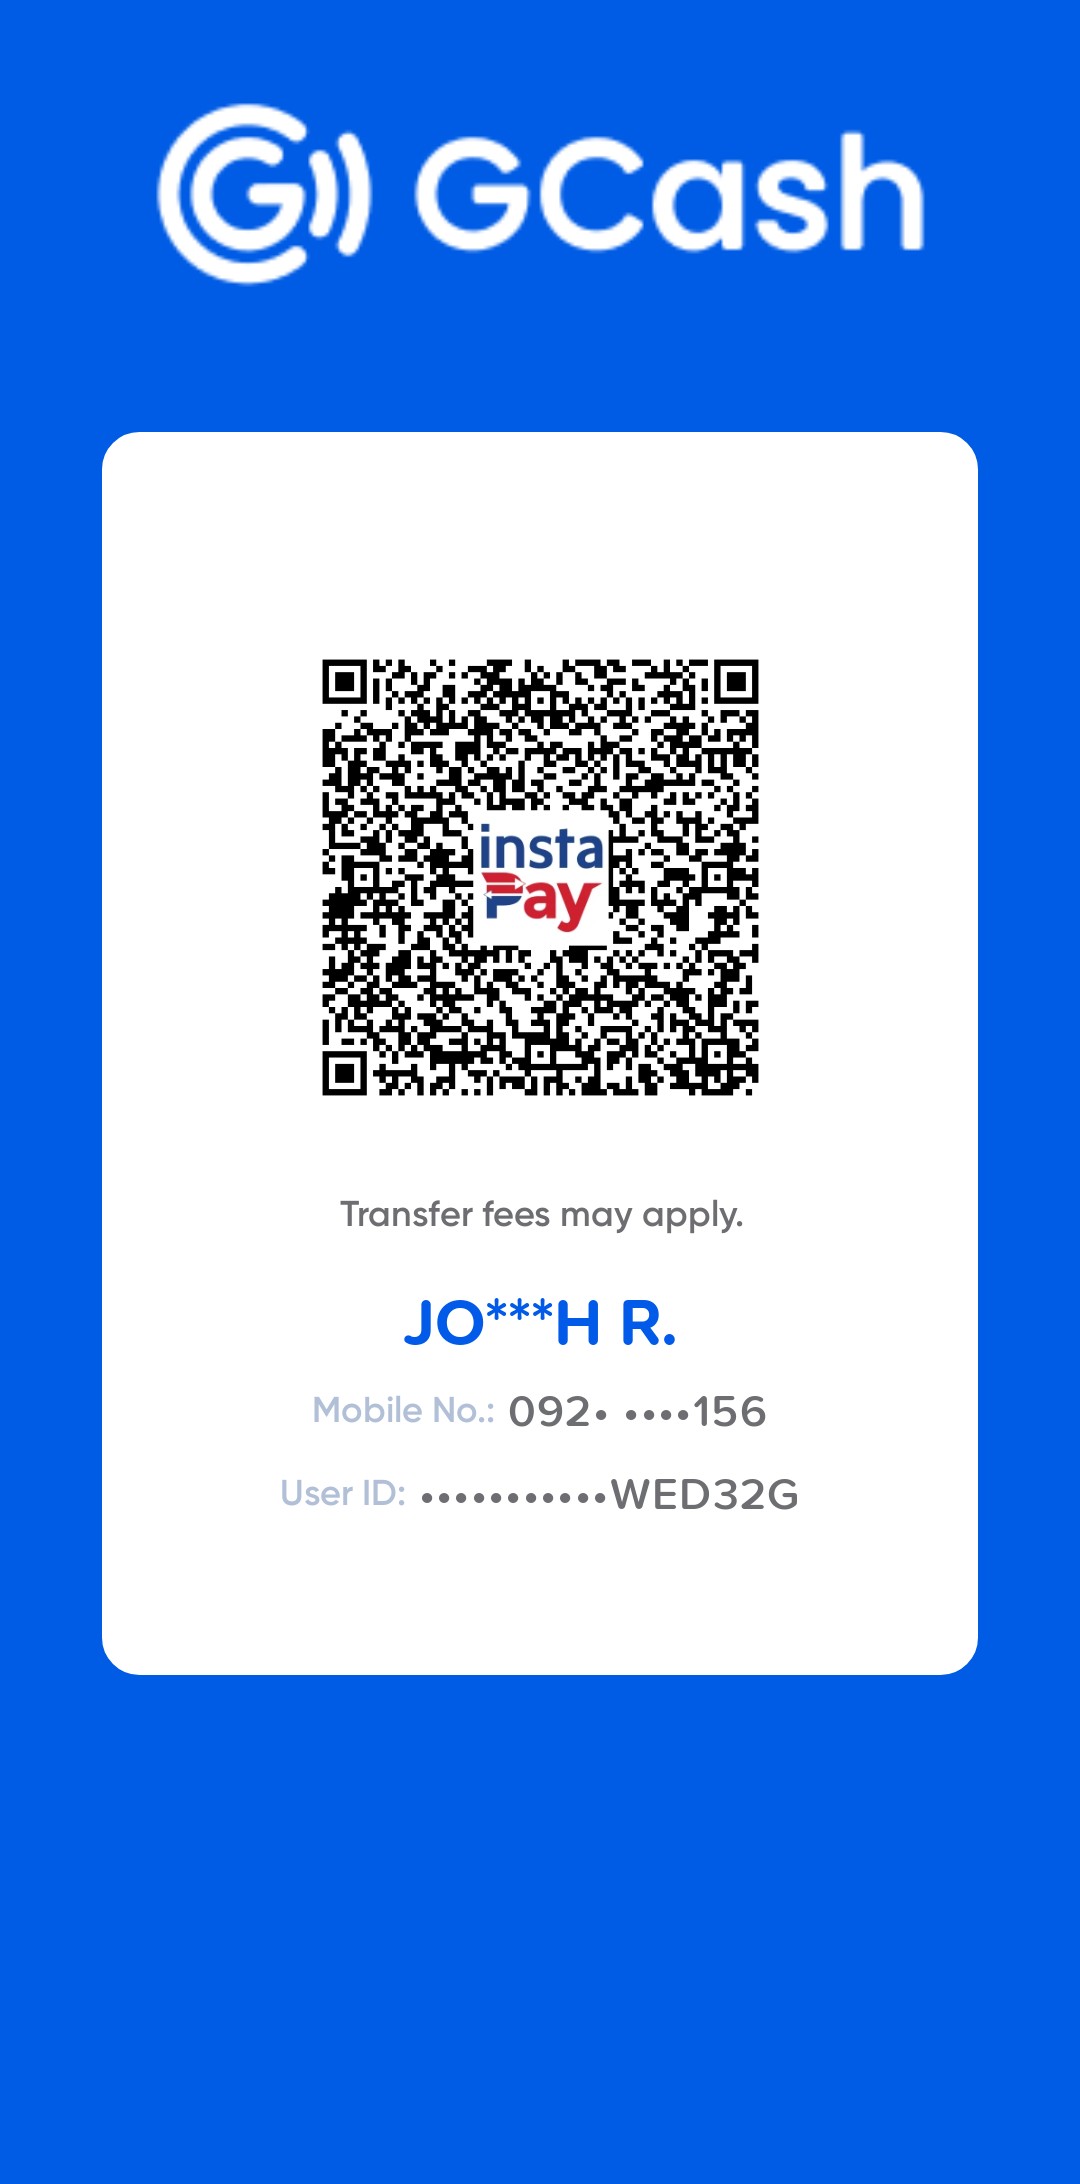 GCash
insta
Pay
Transfer fees may apply.
JO***H R.
Mobile No.: 092• ••••156
User ID: •••••••••••WED32G